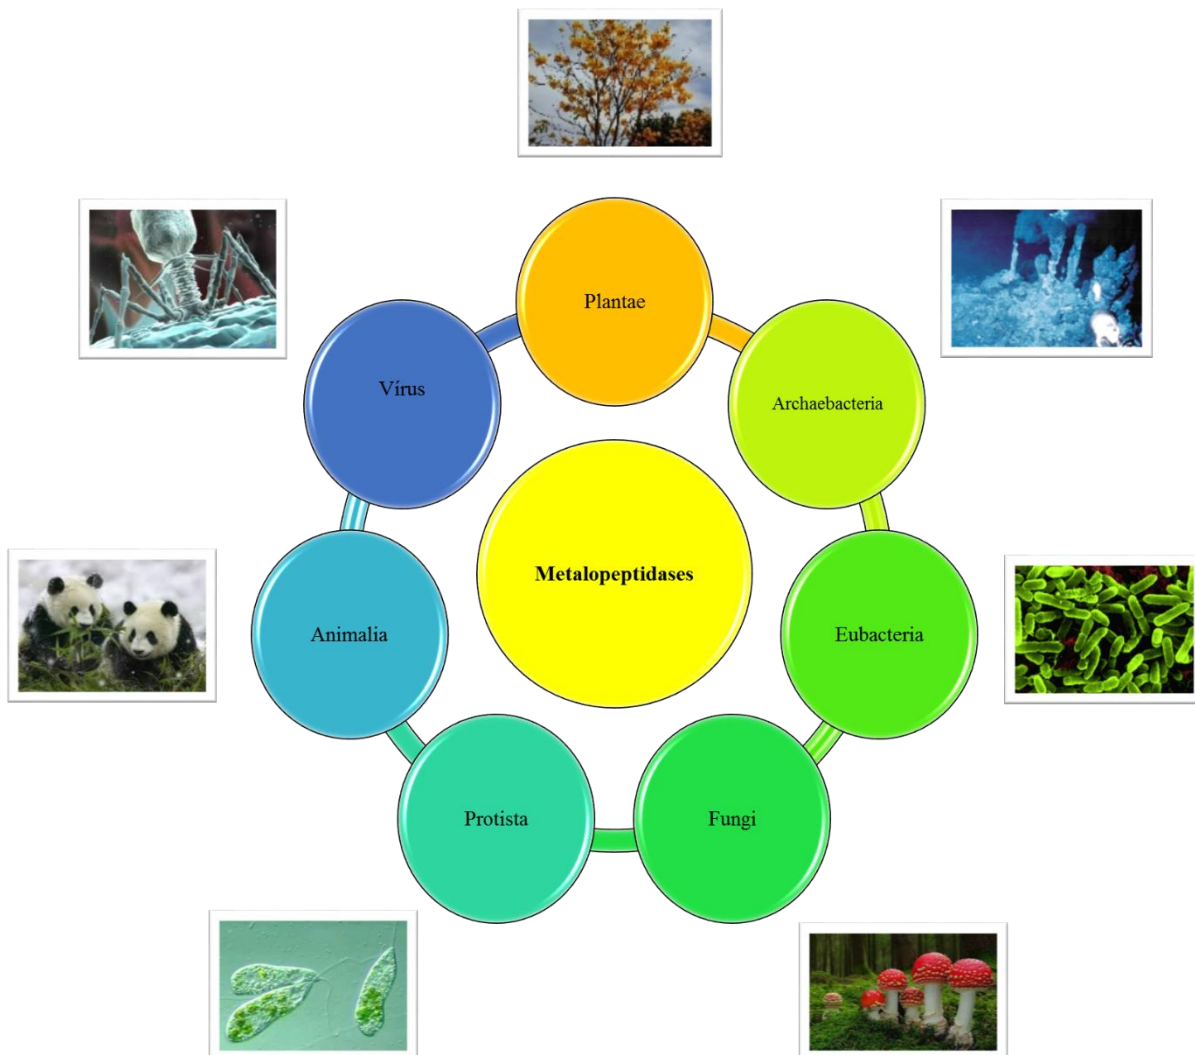 Plantae
Vírus
Archaebacteria
Metalopeptidases
Animalia
Eubacteria
Protista
Fungi